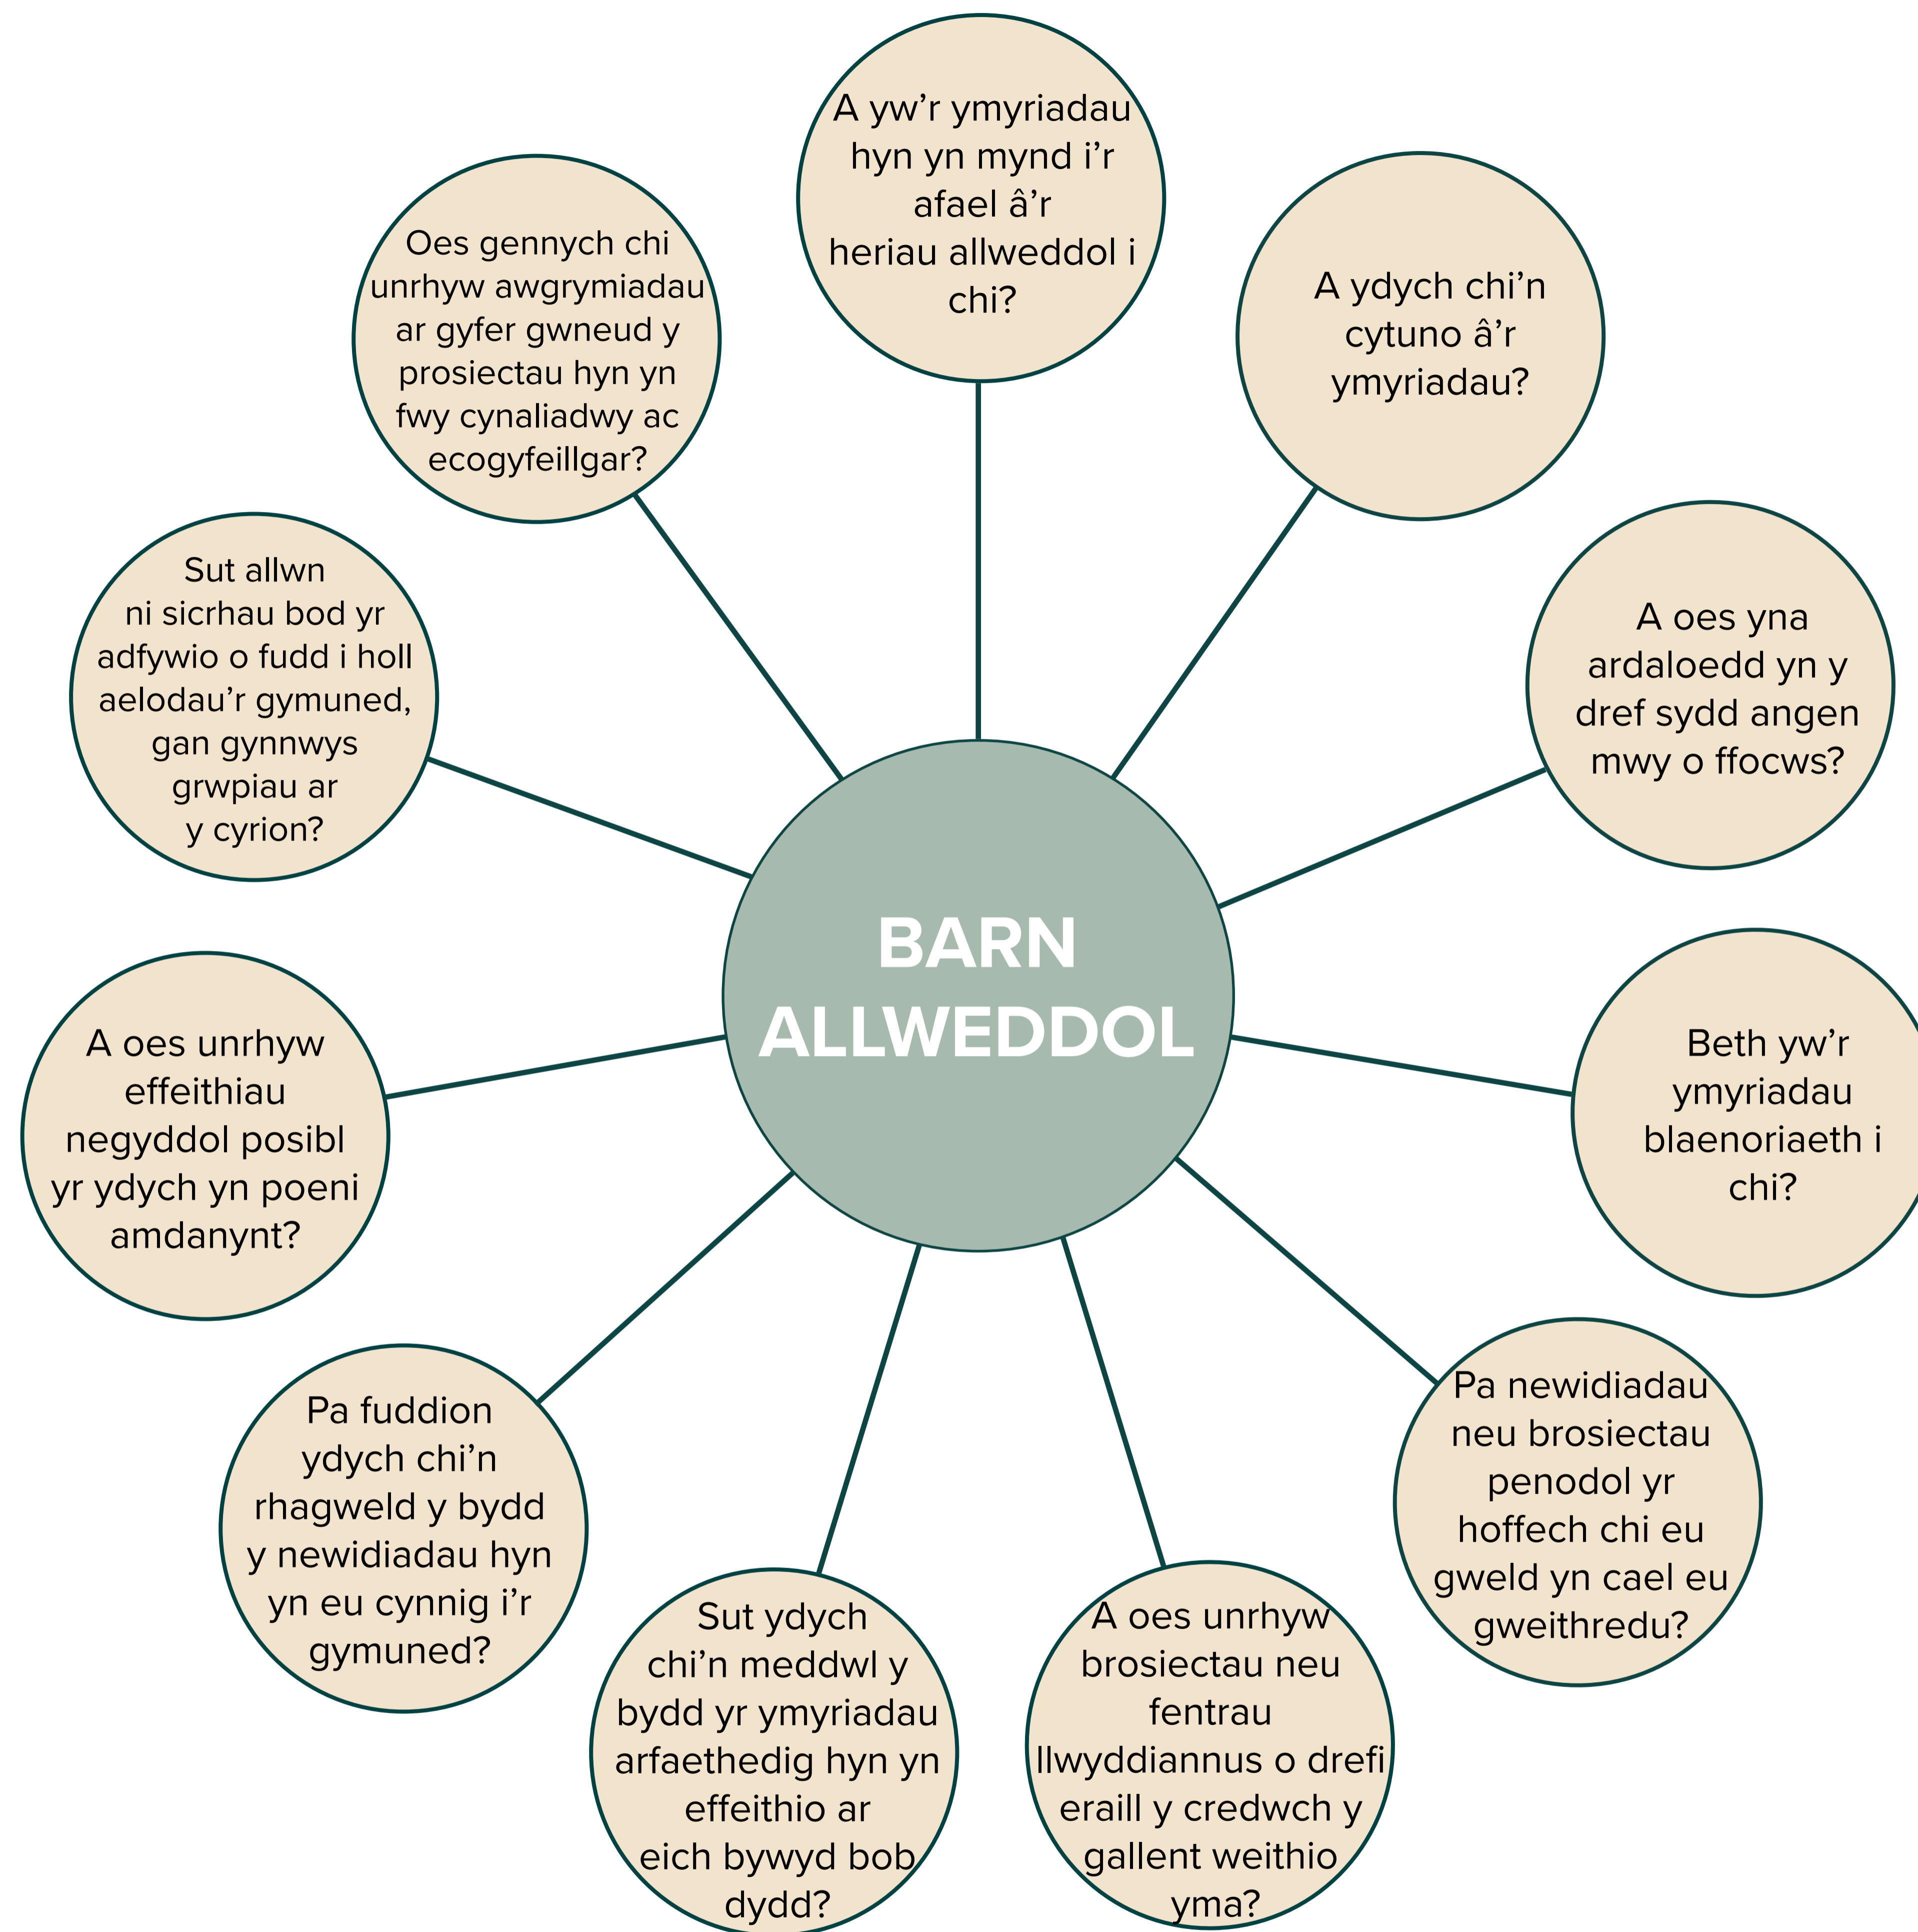 A yw’r ymyriadau
hyn yn mynd i’r
afael â’r
heriau allweddol i
chi?
A ydych chi’n
cytuno â’r
ymyriadau?
A oes yna
ardaloedd yn y
dref sydd angen
mwy o ffocws?
Beth yw’r
ymyriadau
blaenoriaeth i
chi?
Pa newidiadau
neu brosiectau
penodol yr
hoffech chi eu
gweld yn cael eu
gweithredu?
A oes unrhyw
brosiectau neu
fentrau
llwyddiannus o drefi
eraill y credwch y
gallent weithio
yma?
Sut ydych
chi’n meddwl y
bydd yr ymyriadau
arfaethedig hyn yn
effeithio ar
eich bywyd bob
dydd?
Pa fuddion
ydych chi’n
rhagweld y bydd
y newidiadau hyn
yn eu cynnig i’r
gymuned?
A oes unrhyw
effeithiau
negyddol posibl
yr ydych yn poeni
amdanynt?
Sut allwn
ni sicrhau bod yr
adfywio o fudd i holl
aelodau’r gymuned,
gan gynnwys
grwpiau ar
y cyrion?
Oes gennych chi
unrhyw awgrymiadau
ar gyfer gwneud y
prosiectau hyn yn
fwy cynaliadwy ac
ecogyfeillgar?
BARN
ALLWEDDOL